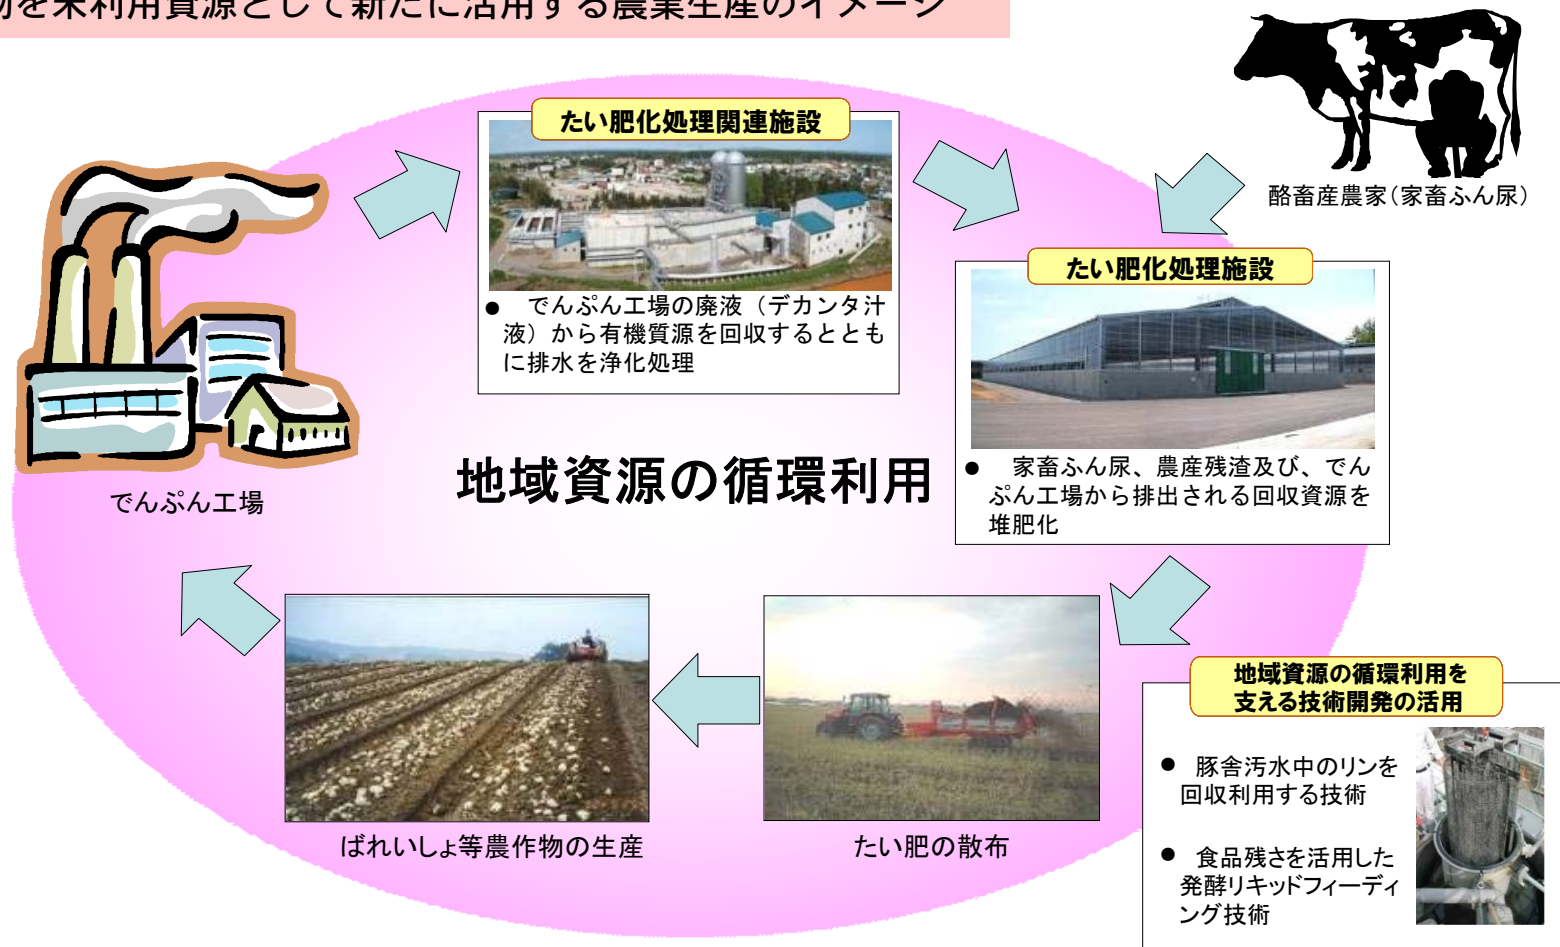 物を未利用資源として新たに活用する農業生産のイメージ
酪畜産農家(家畜ふん尿)
たい肥化処理関連施設
● でんぷん工場の廃液（デカンタ汁
液）から有機質源を回収するととも
に排水を浄化処理
たい肥化処理施設
● 家畜ふん尿、農産残渣及び、でん
ぷん工場から排出される回収資源を
堆肥化
でんぷん工場
地域資源の循環利用
ばれいしょ等農作物の生産
たい肥の散布
地域資源の循環利用を
支える技術開発の活用
● 豚舎汚水中のリンを
回収利用する技術
● 食品残さを活用した
発酵リキッドフィーディ
ング技術